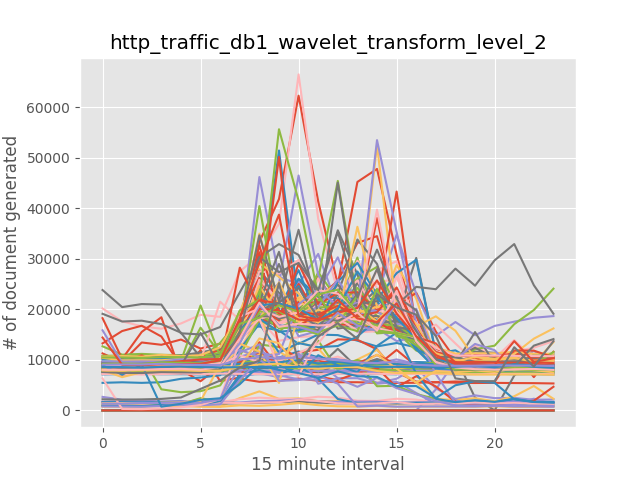 http_traffic_db1_wavelet_transform_level_2
# of document generated
60000
50000
40000
30000
20000
10000
0
0 5 10 15 20
15 minute interval